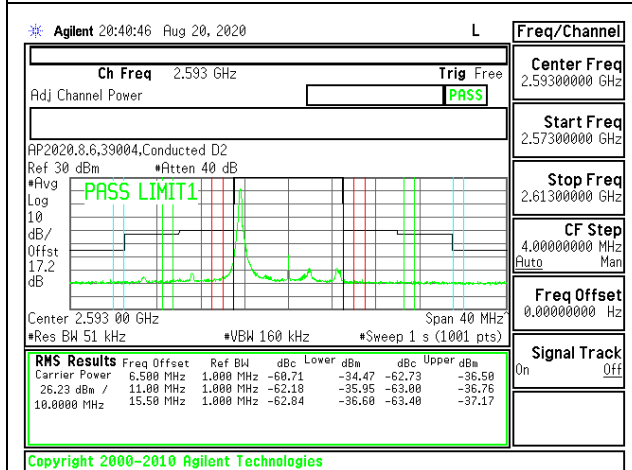 Agilent 20:40:46 Aug 20, 2020 L
Ch Freq 2.593 GHz Trig Free
Adj Channel Power PASS
AP2020.8.6,39004,Conducted D2
Ref 30 dBm #Atten 40 dB
#Avg
Log
10
dB/
Offst
17.2
dB
PASS LIMIT1
Center 2.593 00 GHz Span 40 MHz
#Res BW 51 kHz #VBW 160 kHz #Sweep 1 s (1001 pts)
RMS Results Freq Offset Ref BW dBc Lower dBm dBc Upper dBm
Carrier Power 6.500 MHz 1.000 MHz -60.71 -34.47 -62.73 -36.50
26.23 dBm / 11.00 MHz 1.000 MHz -62.18 -35.95 -63.00 -36.76
10.0000 MHz 15.50 MHz 1.000 MHz -62.84 -36.60 -63.40 -37.17
Copyright 2000-2010 Agilent Technologies
Freq/Channel
Center Freq
2.59300000 GHz
Start Freq
2.57300000 GHz
Stop Freq
2.61300000 GHz
CF Step
4.00000000 MHz
Auto Man
Freq Offset
0.00000000 Hz
Signal Track
On Off